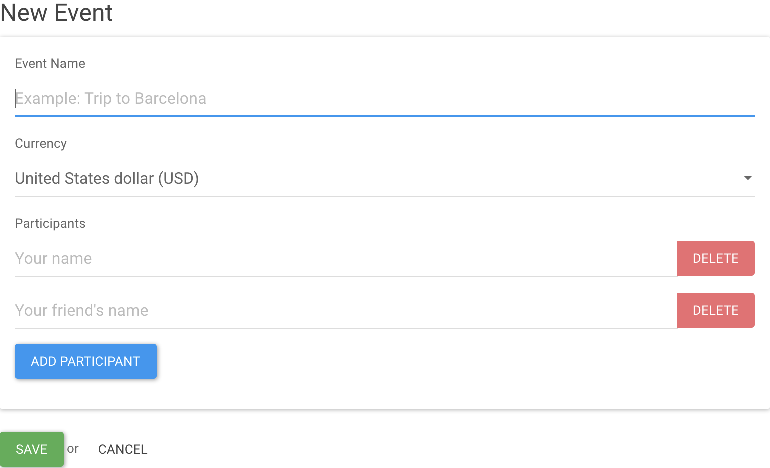 New Event
Event Name
Example: Trip to Barcelona
Currency
United States dollar (USD)
Participants
Your name DELETE
Your friend's name DELETE
ADD PARTICIPANT
SAVE or CANCEL